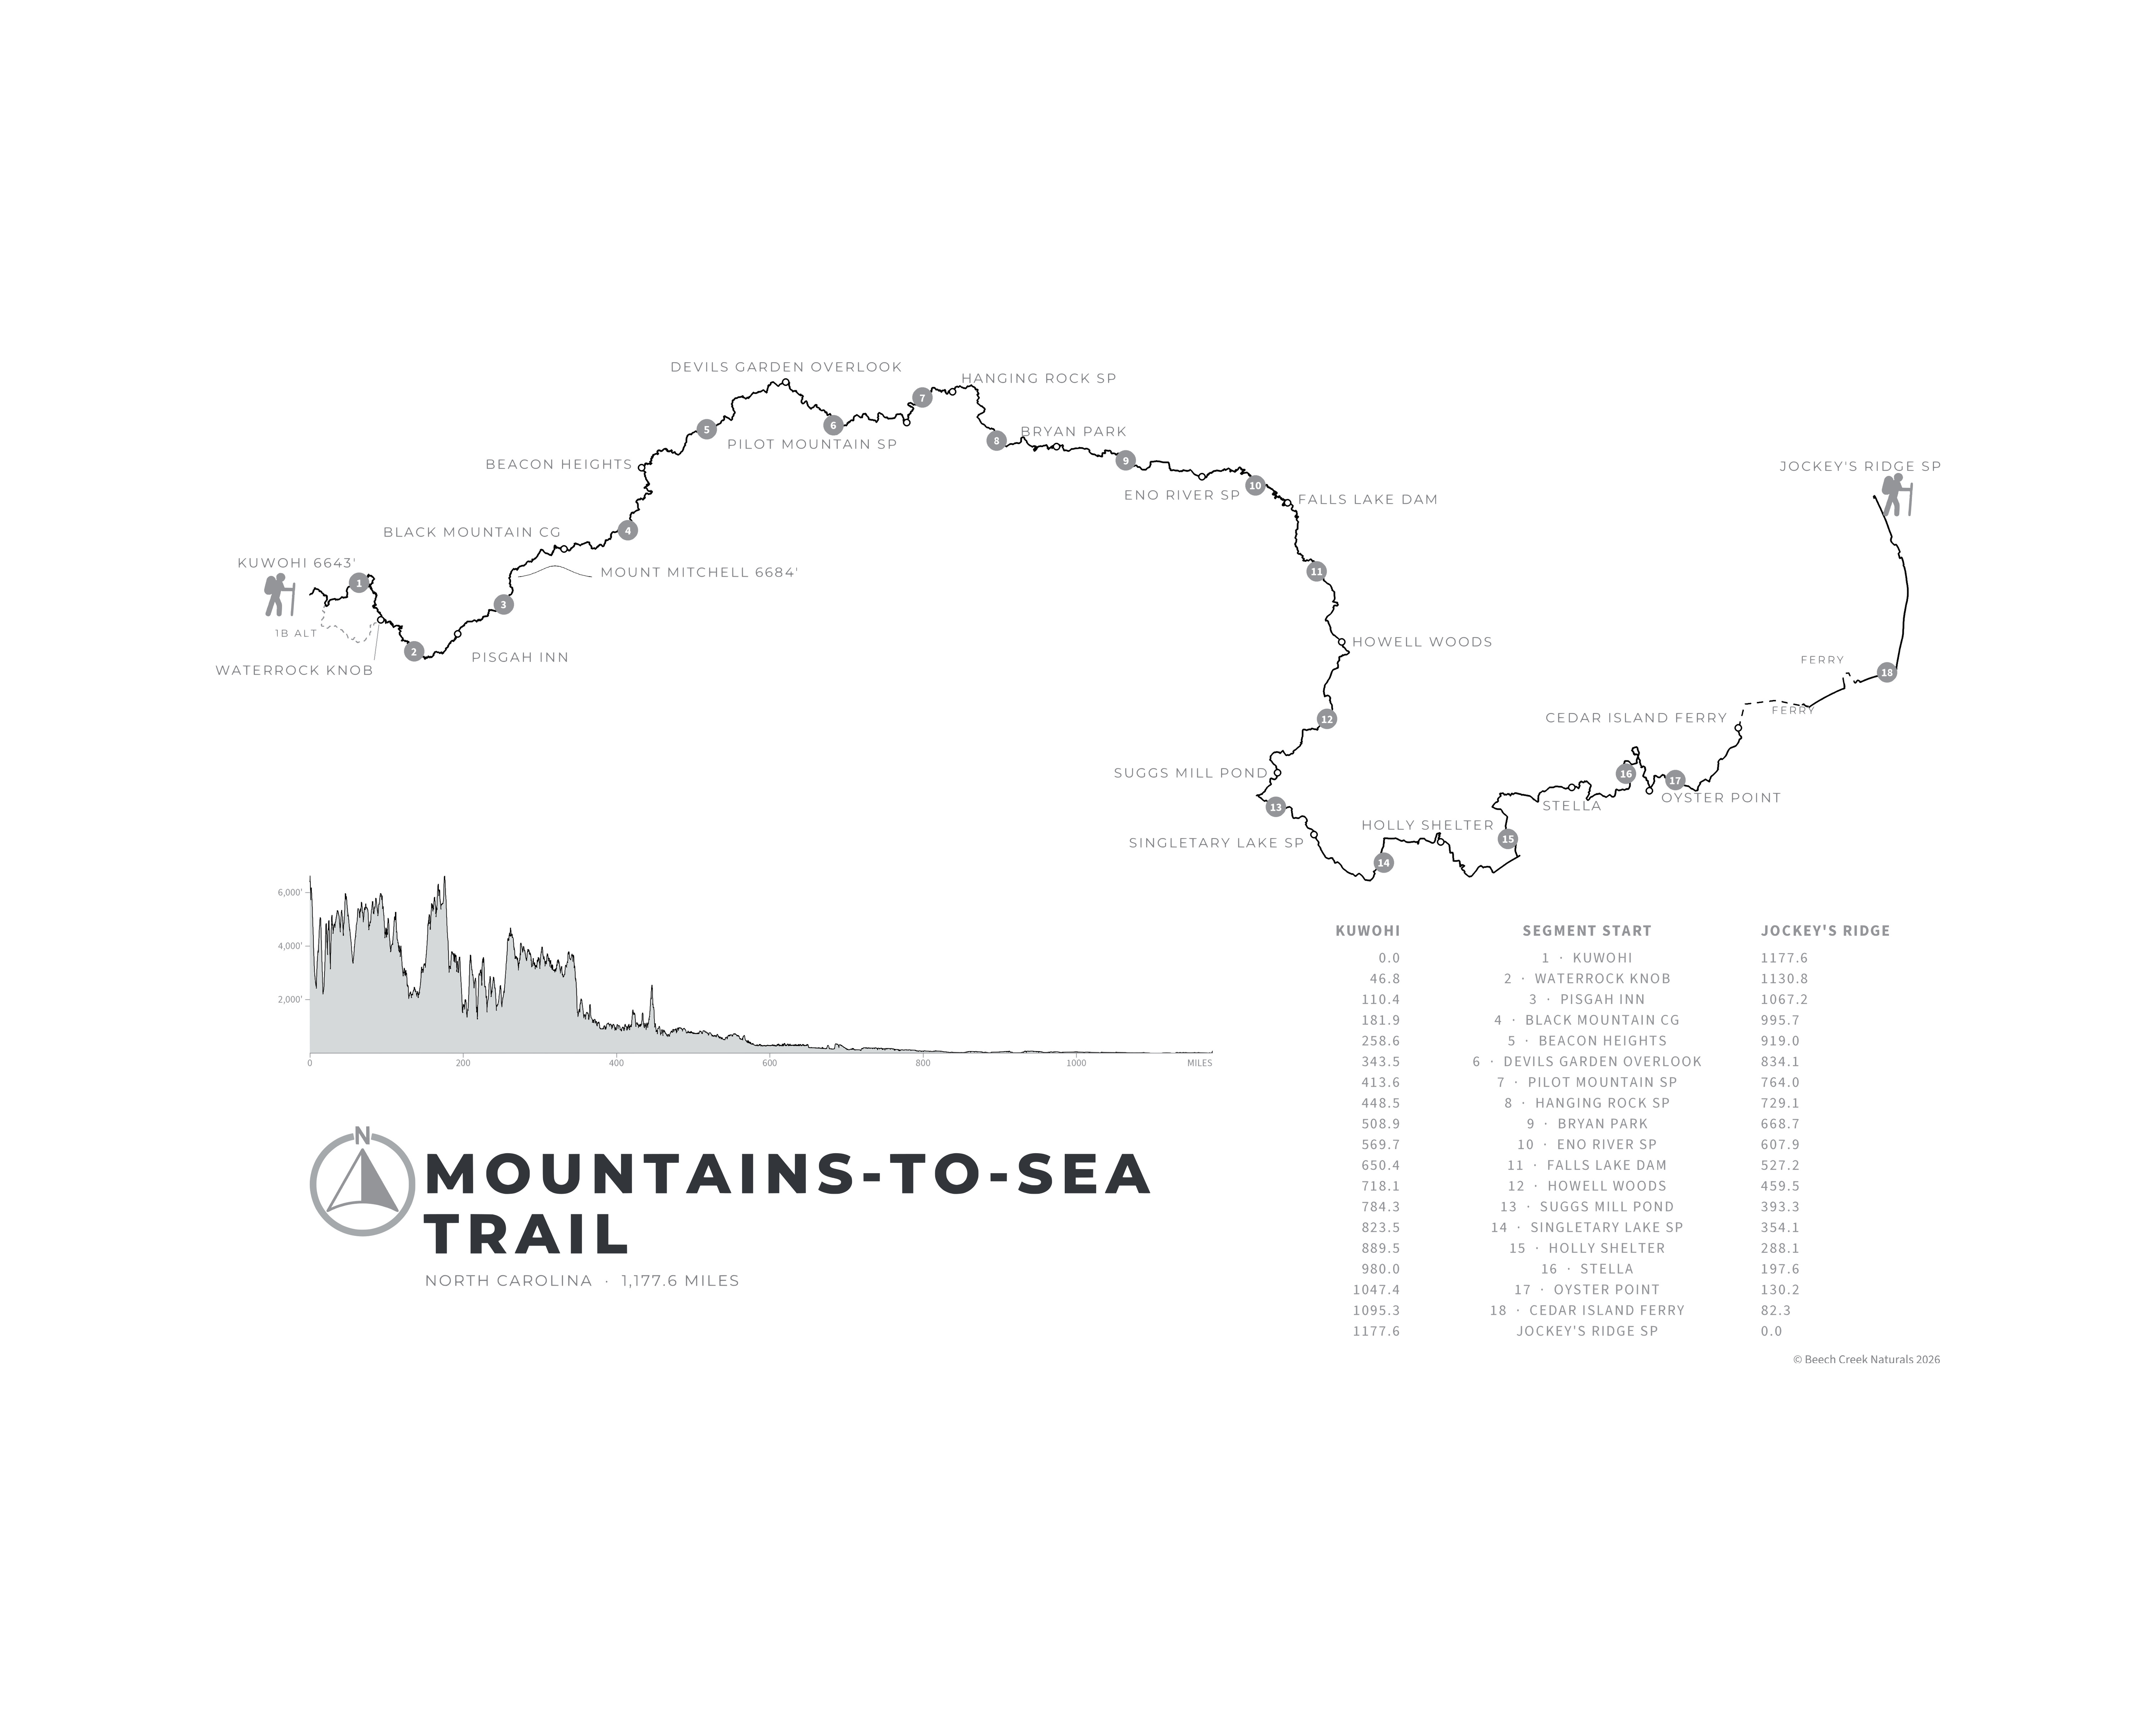 DEVILS GARDEN OVERLOOK
HANGING ROCK SP
7
6
5
PILOT MOUNTAIN SP
8
BRYAN PARK
9
BEACON HEIGHTS
JOCKEY'S RIDGE SP
10
ENO RIVER SP
FALLS LAKE DAM
BLACK MOUNTAIN CG
4
KUWOHI 6643'
1
MOUNT MITCHELL 6684'
11
3
1B ALT
2
PISGAH INN
WATERROCK KNOB
HOWELL WOODS
FERRY
18
FERRY
12
CEDAR ISLAND FERRY
SUGGS MILL POND
16
17
OYSTER POINT
STELLA
13
HOLLY SHELTER
15
SINGLETARY LAKE SP
14
6,000'
4,000'
2,000'
0 200 400 600 800 1000 MILES
N
MOUNTAINS-TO-SEA
TRAIL
NORTH CAROLINA · 1,177.6 MILES
KUWOHI SEGMENT START JOCKEY'S RIDGE
0.0 1 · KUWOHI 1177.6
46.8 2 · WATERROCK KNOB 1130.8
110.4 3 · PISGAH INN 1067.2
181.9 4 · BLACK MOUNTAIN CG 995.7
258.6 5 · BEACON HEIGHTS 919.0
343.5 6 · DEVILS GARDEN OVERLOOK 834.1
413.6 7 · PILOT MOUNTAIN SP 764.0
448.5 8 · HANGING ROCK SP 729.1
508.9 9 · BRYAN PARK 668.7
569.7 10 · ENO RIVER SP 607.9
650.4 11 · FALLS LAKE DAM 527.2
718.1 12 · HOWELL WOODS 459.5
784.3 13 · SUGGS MILL POND 393.3
823.5 14 · SINGLETARY LAKE SP 354.1
889.5 15 · HOLLY SHELTER 288.1
980.0 16 · STELLA 197.6
1047.4 17 · OYSTER POINT 130.2
1095.3 18 · CEDAR ISLAND FERRY 82.3
1177.6 JOCKEY'S RIDGE SP 0.0
© Beech Creek Naturals 2026